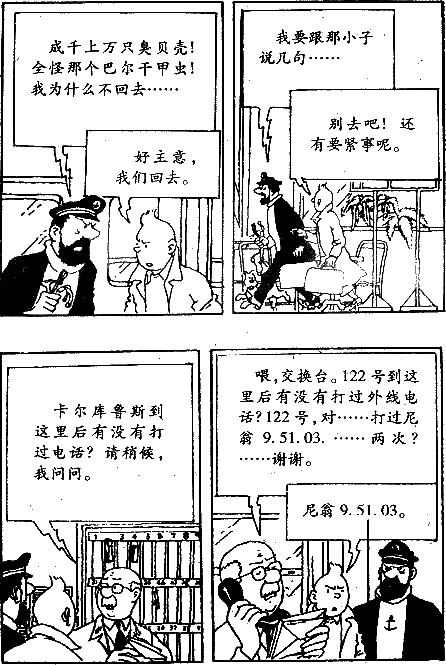 成千上万只臭贝壳!
全怪那个巴尔干甲虫!
我为什么不回去……
好主意，
我们回去。
我要跟那小子
说几句……
别去吧! 还
有要紧事呢。
卡尔库鲁斯到
这里后有没有打
过电话? 请稍候，
我问问。
喂，交换台。122号到这
里后有没有打过外线电
话? 122号，对……打过尼
翁 9.51.03. ……两次?
……谢谢。
尼翁 9.51.03。